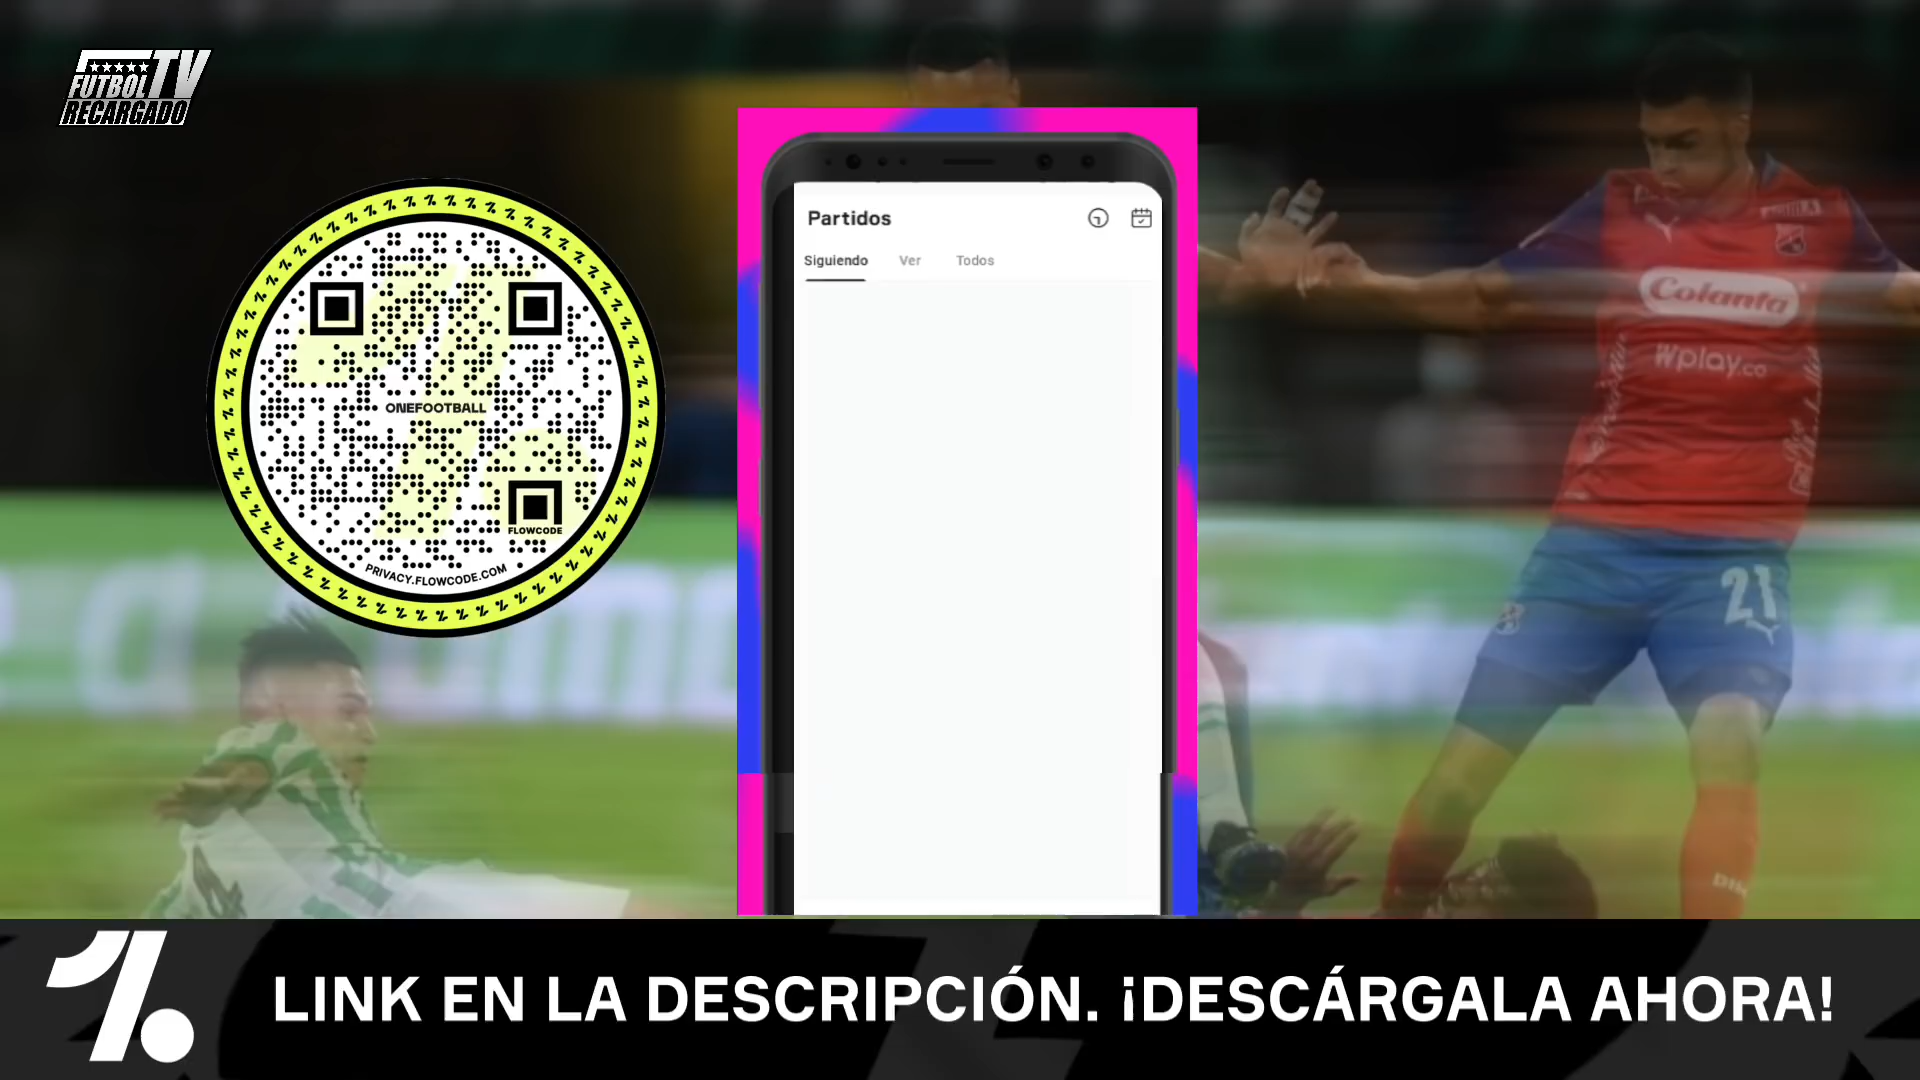 FUTBOL TV
RECARGADO
Partidos
Siguiendo Ver Todos
ONEFOOTBALL
FLOWCODE
PRIVACY.FLOWCODE.COM
Colanta
Wplay.co
21
LINK EN LA DESCRIPCIÓN. ¡DESCÁRGALA AHORA!